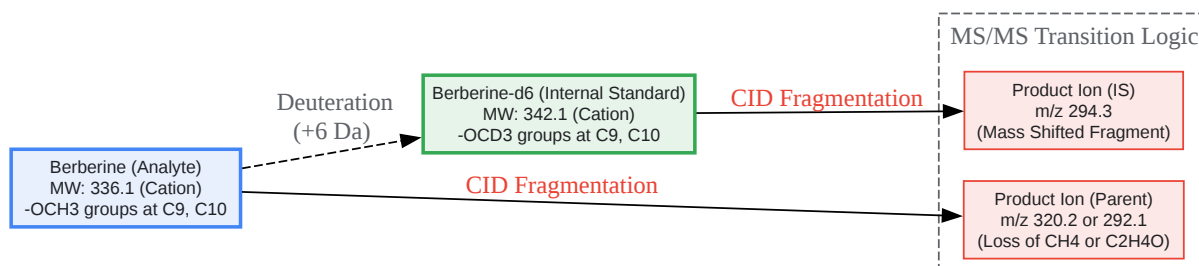 MS/MS Transition Logic
Berberine-d6 (Internal Standard)
MW: 342.1 (Cation)
-OCD3 groups at C9, C10
Deuteration
(+6 Da)
CID Fragmentation
Product Ion (IS)
m/z 294.3
(Mass Shifted Fragment)
Berberine (Analyte)
MW: 336.1 (Cation)
-OCH3 groups at C9, C10
CID Fragmentation
Product Ion (Parent)
m/z 320.2 or 292.1
(Loss of CH4 or C2H4O)